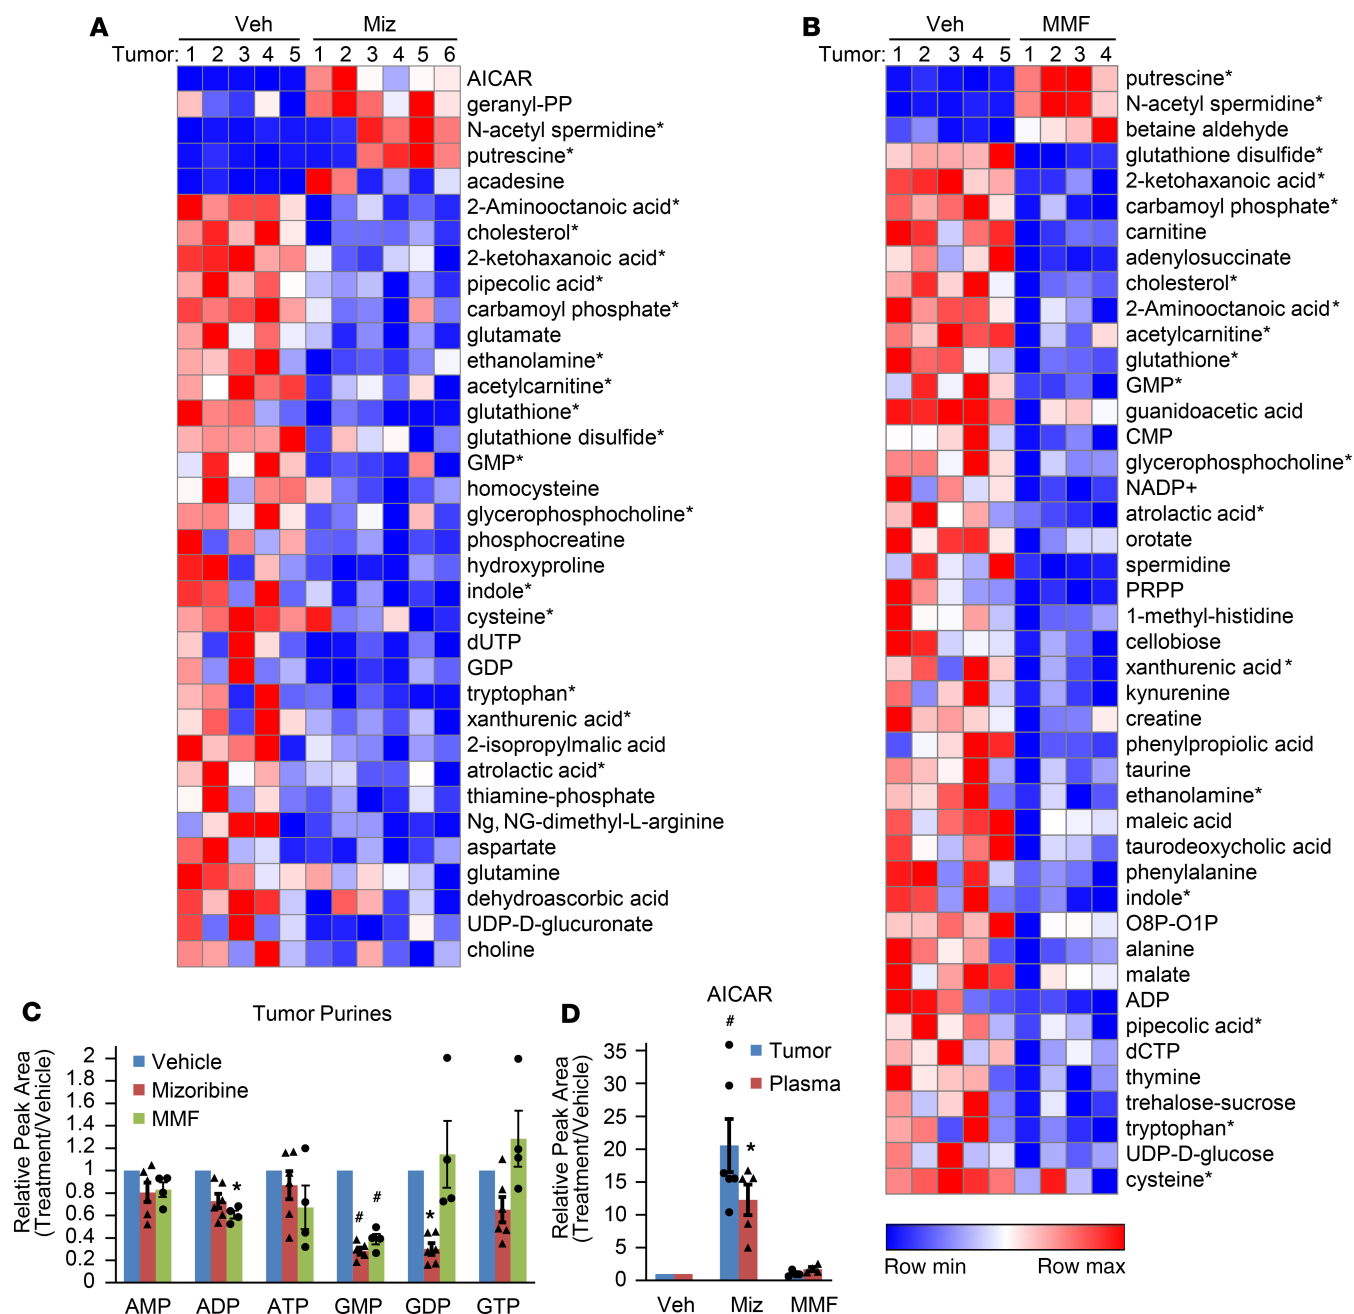 A
Veh Miz
Tumor: 1 2 3 4 5 1 2 3 4 5 6
AICAR
geranyl-PP
N-acetyl spermidine*
putrescine*
acadesine
2-Aminooctanoic acid*
cholesterol*
2-ketohaxanoic acid*
pipecolic acid*
carbamoyl phosphate*
glutamate
ethanolamine*
acetylcarnitine*
glutathione*
glutathione disulfide*
GMP*
homocysteine
glycerophosphocholine*
phosphocreatine
hydroxyproline
indole*
cysteine*
dUTP
GDP
tryptophan*
xanthurenic acid*
2-isopropylmalic acid
atrolactic acid*
thiamine-phosphate
Ng, NG-dimethyl-L-arginine
aspartate
glutamine
dehydroascorbic acid
UDP-D-glucuronate
choline
B
Veh MMF
Tumor: 1 2 3 4 5 1 2 3 4
putrescine*
N-acetyl spermidine*
betaine aldehyde
glutathione disulfide*
2-ketohaxanoic acid*
carbamoyl phosphate*
carnitine
adenylosuccinate
cholesterol*
2-Aminooctanoic acid*
acetylcarnitine*
glutathione*
GMP*
guanidoacetic acid
CMP
glycerophosphocholine*
NADP+
atrolactic acid*
orotate
spermidine
PRPP
1-methyl-histidine
cellobiose
xanthurenic acid*
kynurenine
creatine
phenylpropiolic acid
taurine
ethanolamine*
maleic acid
taurodeoxycholic acid
phenylalanine
indole*
O8P-O1P
alanine
malate
ADP
pipecolic acid*
dCTP
thymine
trehalose-sucrose
tryptophan*
UDP-D-glucose
cysteine*
Row min Row max
C
Tumor Purines
Relative Peak Area
(Treatment/Vehicle)
2
1.8
1.6
1.4
1.2
1
0.8
0.6
0.4
0.2
0
Vehicle
Mizoribine
MMF
*
#
#
*
AMP ADP ATP GMP GDP GTP
D
AICAR
Relative Peak Area
(Treatment/Vehicle)
35
30
25
20
15
10
5
0
Tumor
Plasma
#
*
Veh Miz MMF